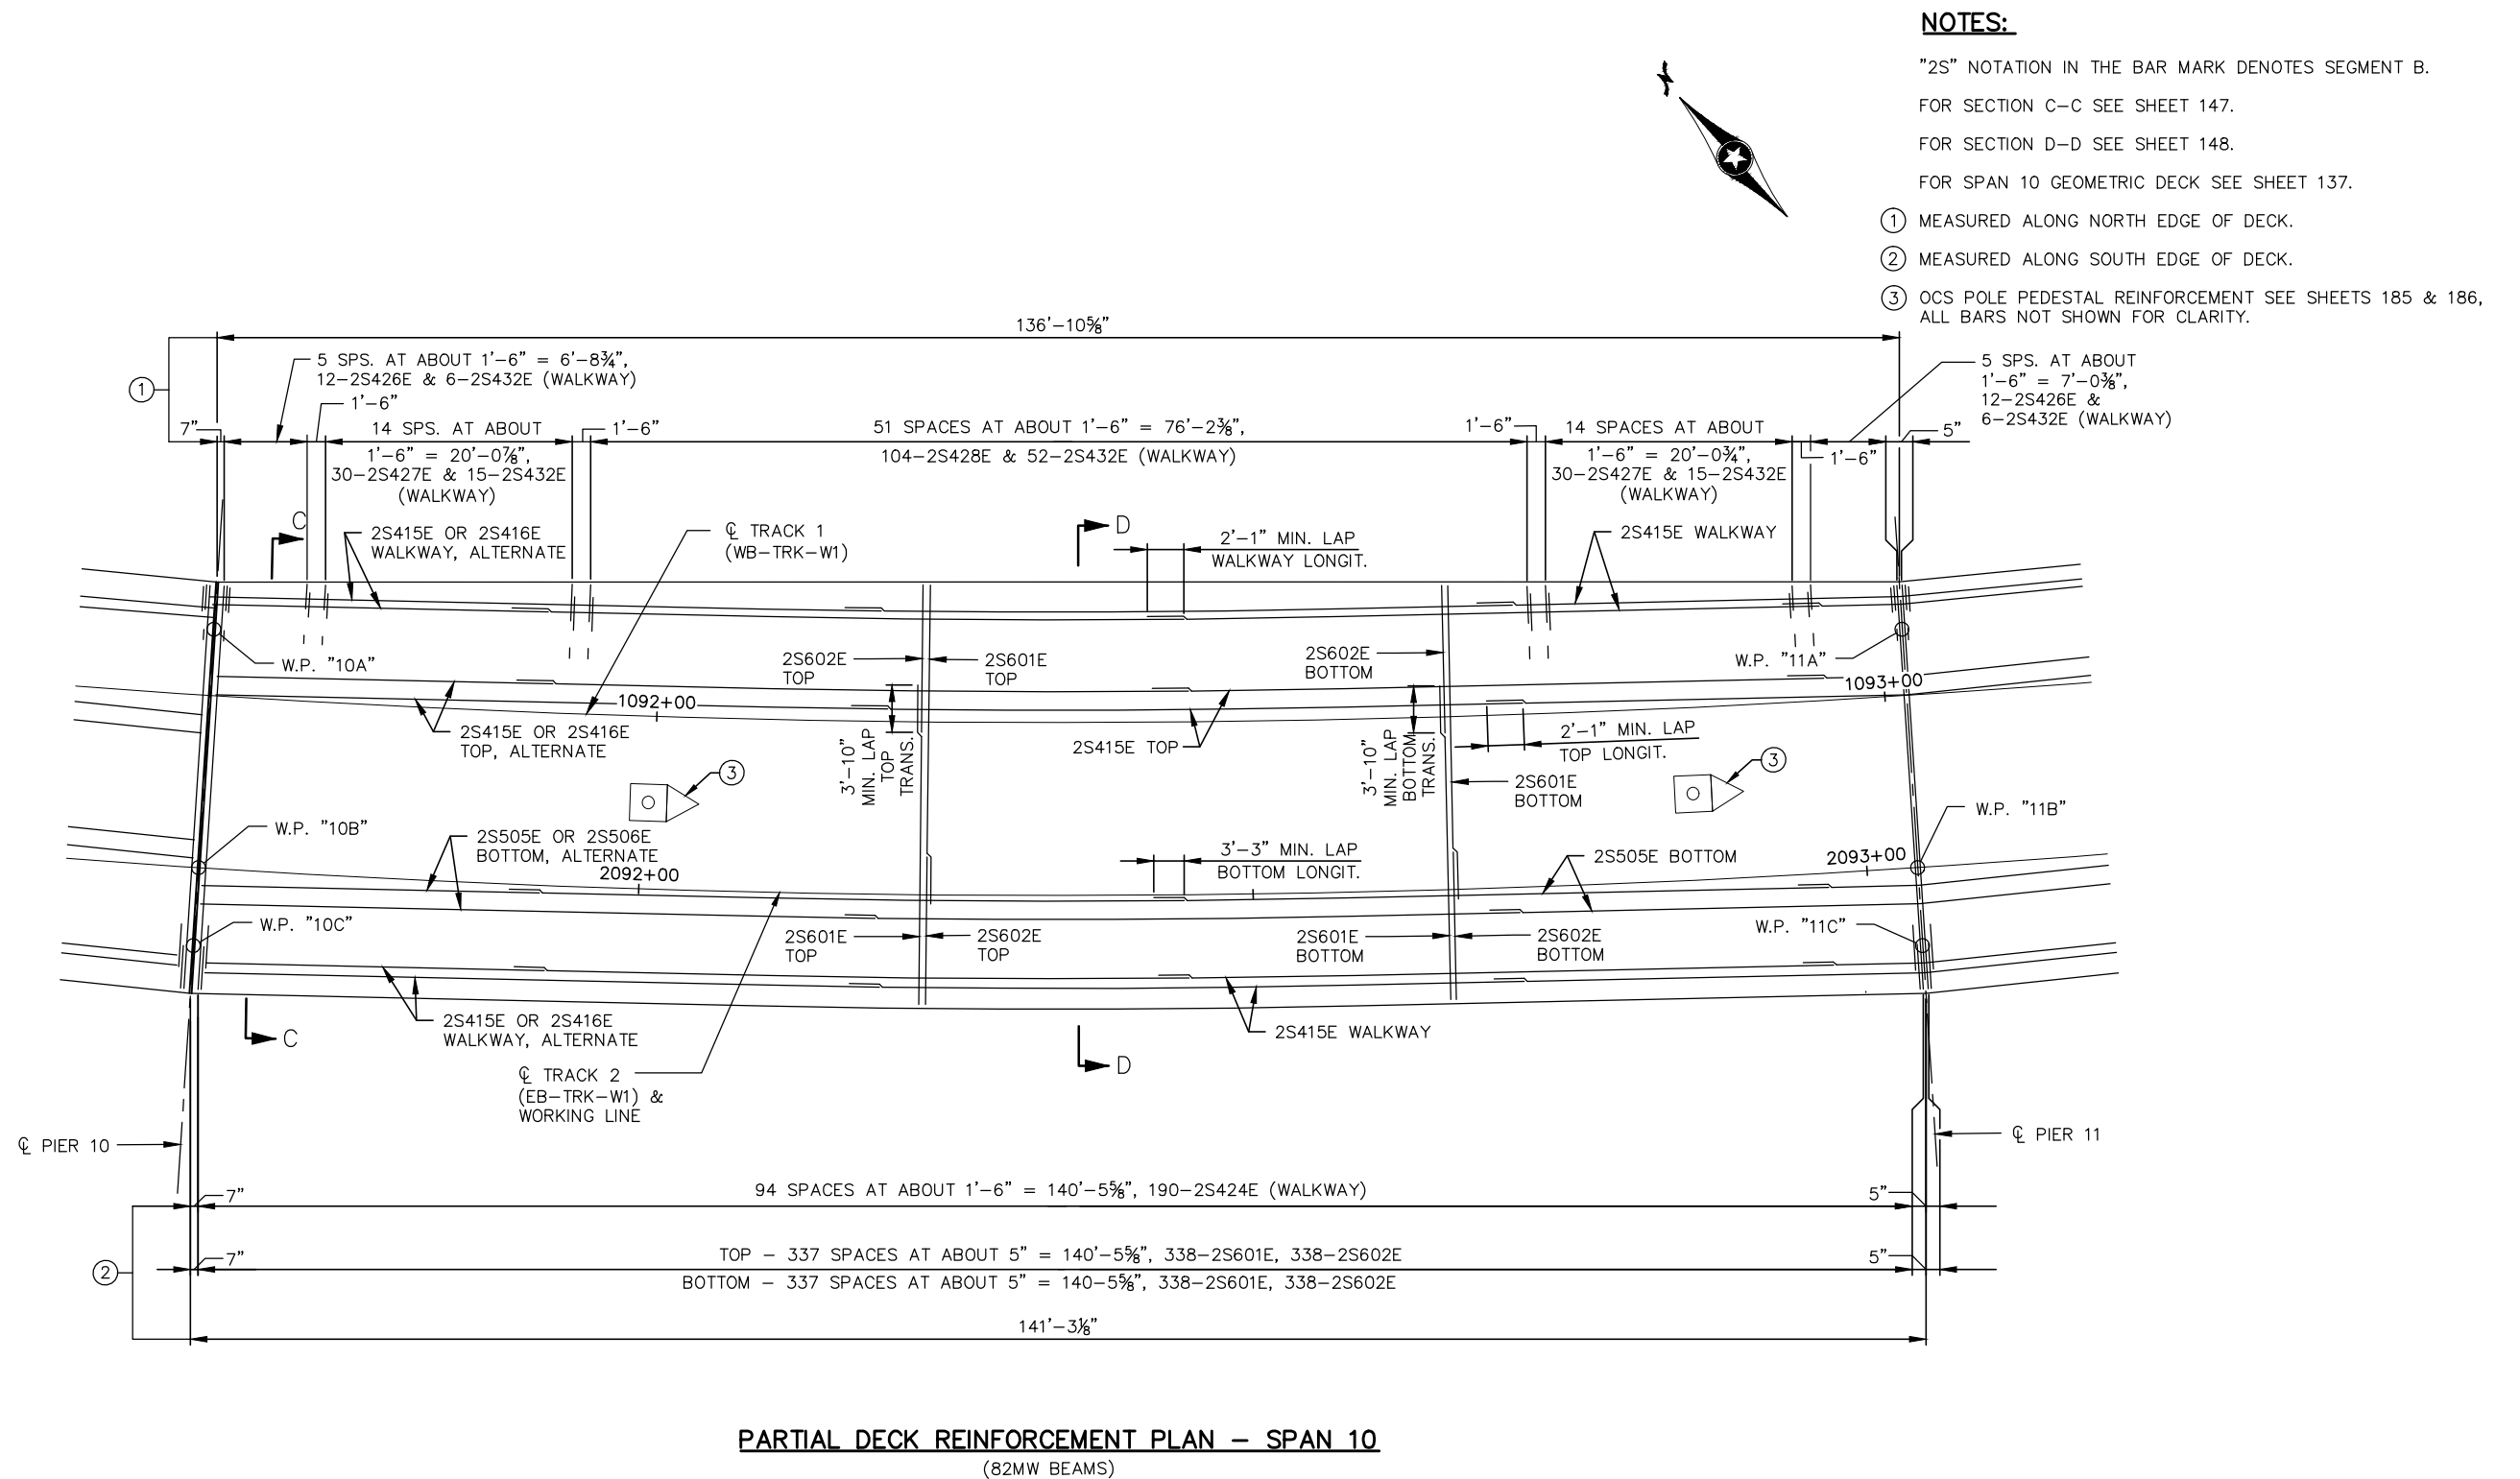 NOTES:
"2S" NOTATION IN THE BAR MARK DENOTES SEGMENT B.
FOR SECTION C-C SEE SHEET 147.
FOR SECTION D-D SEE SHEET 148.
FOR SPAN 10 GEOMETRIC DECK SEE SHEET 137.
1 MEASURED ALONG NORTH EDGE OF DECK.
2 MEASURED ALONG SOUTH EDGE OF DECK.
3 OCS POLE PEDESTAL REINFORCEMENT SEE SHEETS 185 & 186,
ALL BARS NOT SHOWN FOR CLARITY.
N
136'-10⅝"
1
5 SPS. AT ABOUT 1'-6" = 6'-8¾",
12-2S426E & 6-2S432E (WALKWAY)
1'-6"
7"
14 SPS. AT ABOUT
1'-6" = 20'-0⅞",
30-2S427E & 15-2S432E
(WALKWAY)
1'-6"
51 SPACES AT ABOUT 1'-6" = 76'-2⅜",
104-2S428E & 52-2S432E (WALKWAY)
1'-6"
14 SPACES AT ABOUT
1'-6" = 20'-0¾",
30-2S427E & 15-2S432E
(WALKWAY)
1'-6"
5 SPS. AT ABOUT
1'-6" = 7'-0⅜",
12-2S426E &
6-2S432E (WALKWAY)
5"
C
2S415E OR 2S416E
WALKWAY, ALTERNATE
℄ TRACK 1
(WB-TRK-W1)
D
2'-1" MIN. LAP
WALKWAY LONGIT.
2S415E WALKWAY
W.P. "10A"
2S602E
TOP
2S601E
TOP
2S602E
BOTTOM
W.P. "11A"
1092+00
1093+00
2S415E OR 2S416E
TOP, ALTERNATE
3'-10"
MIN. LAP
TOP
TRANS.
2S415E TOP
3'-10"
MIN. LAP
BOTTOM
TRANS.
2'-1" MIN. LAP
TOP LONGIT.
3
3
2S601E
BOTTOM
W.P. "10B"
W.P. "11B"
2S505E OR 2S506E
BOTTOM, ALTERNATE
2092+00
3'-3" MIN. LAP
BOTTOM LONGIT.
2S505E BOTTOM
2093+00
W.P. "10C"
2S601E
TOP
2S602E
TOP
2S601E
BOTTOM
2S602E
BOTTOM
W.P. "11C"
C
2S415E OR 2S416E
WALKWAY, ALTERNATE
2S415E WALKWAY
D
℄ TRACK 2
(EB-TRK-W1) &
WORKING LINE
℄ PIER 10
℄ PIER 11
7"
94 SPACES AT ABOUT 1'-6" = 140'-5⅝", 190-2S424E (WALKWAY)
5"
2
7"
TOP - 337 SPACES AT ABOUT 5" = 140'-5⅝", 338-2S601E, 338-2S602E
5"
BOTTOM - 337 SPACES AT ABOUT 5" = 140-5⅝", 338-2S601E, 338-2S602E
141'-3⅛"
PARTIAL DECK REINFORCEMENT PLAN - SPAN 10
(82MW BEAMS)